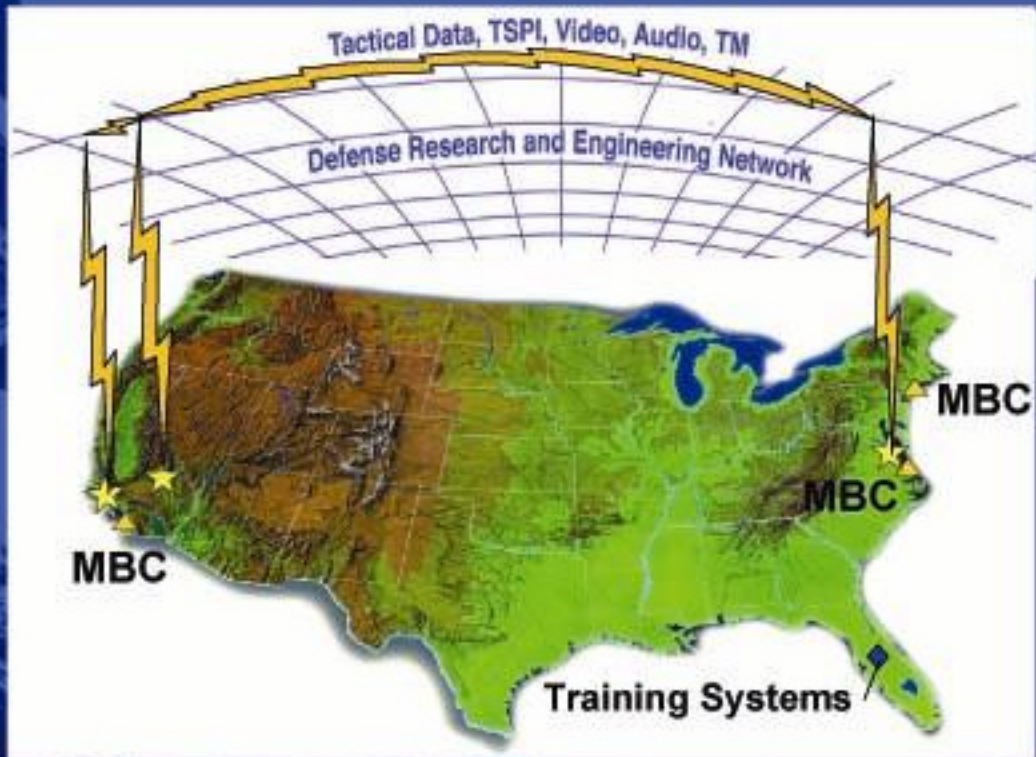 Tactical Data, TSPI, Video, Audio, TM
Defense Research and Engineering Network
MBC
MBC
MBC
Training Systems